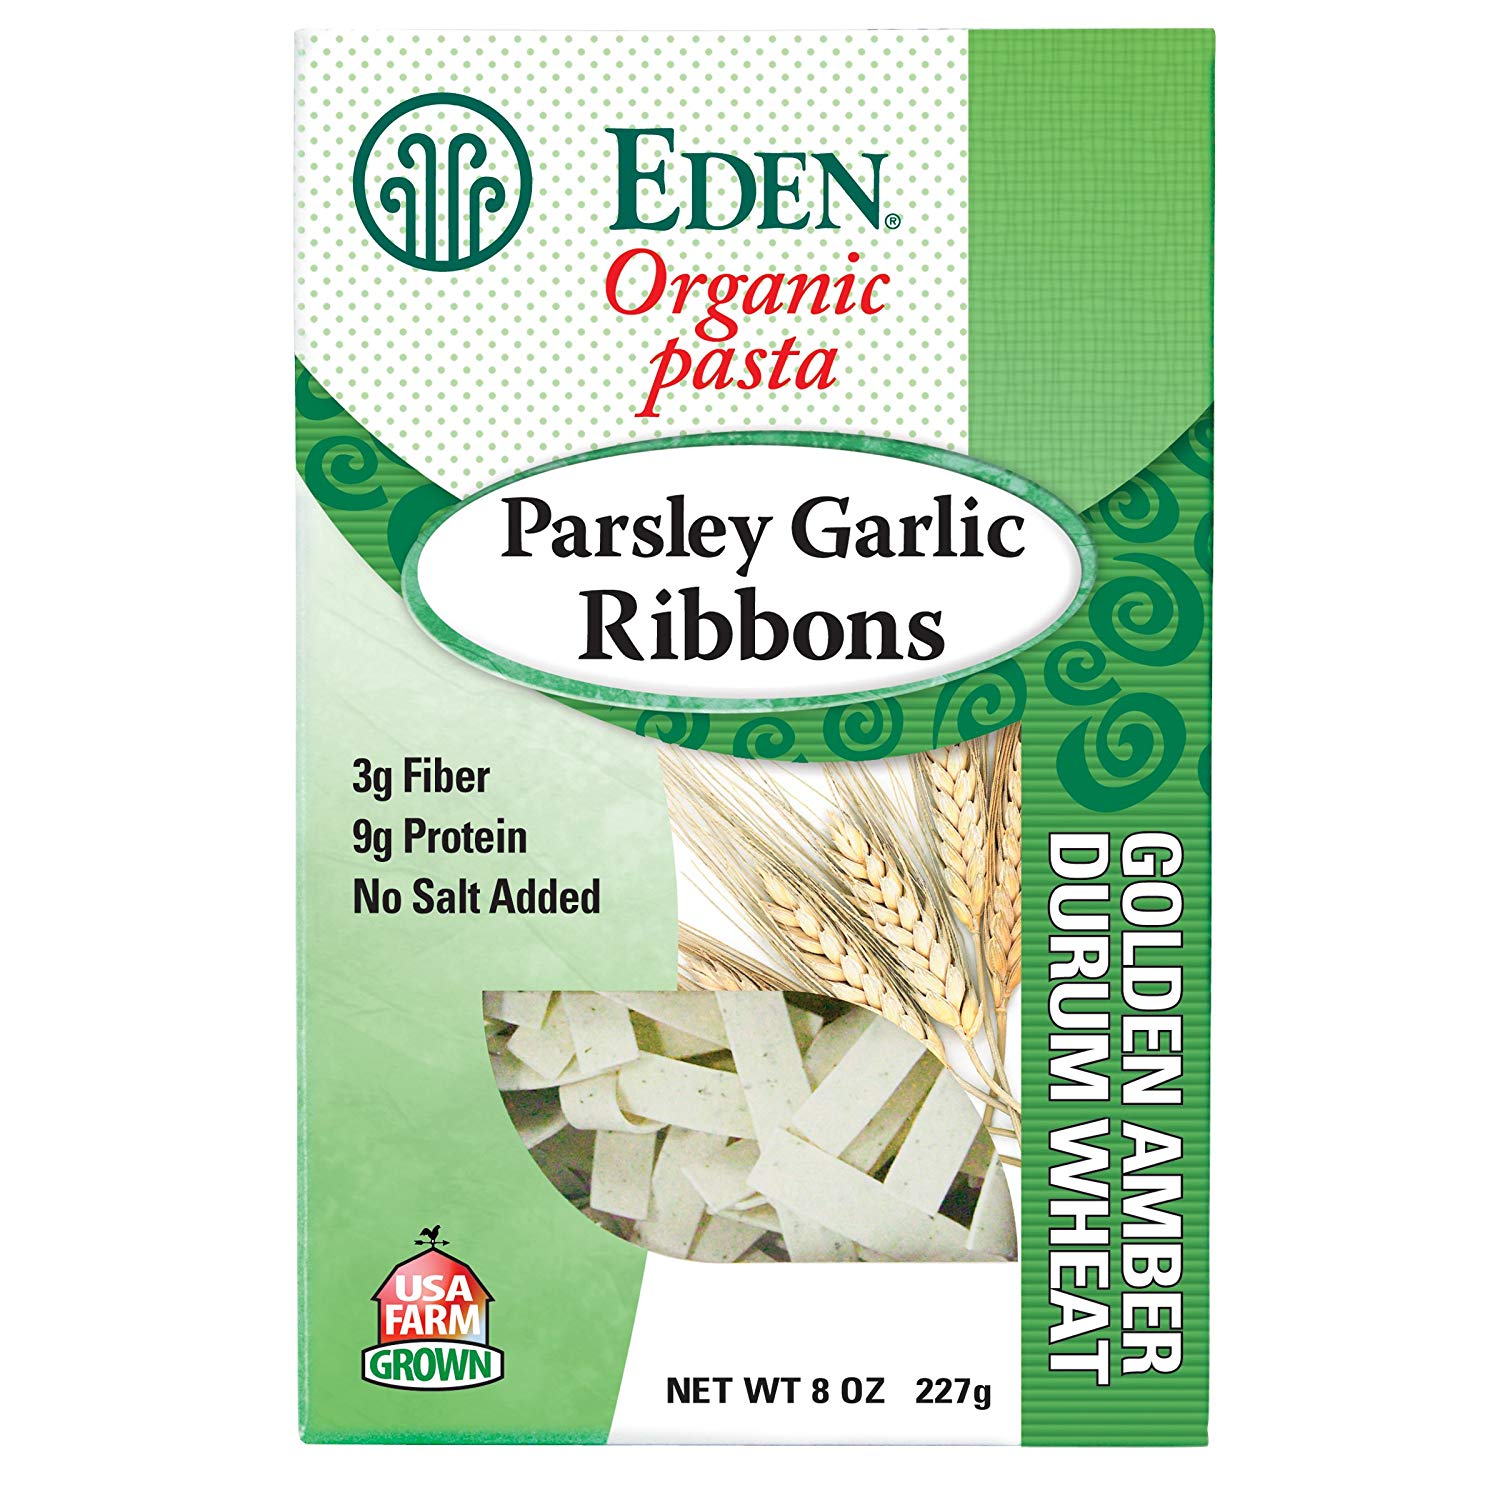 EDEN®
Organic
pasta
Parsley Garlic
Ribbons
3g Fiber
9g Protein
No Salt Added
GOLDEN AMBER
DURUM WHEAT
USA
FARM
GROWN
NET WT 8 OZ 227g